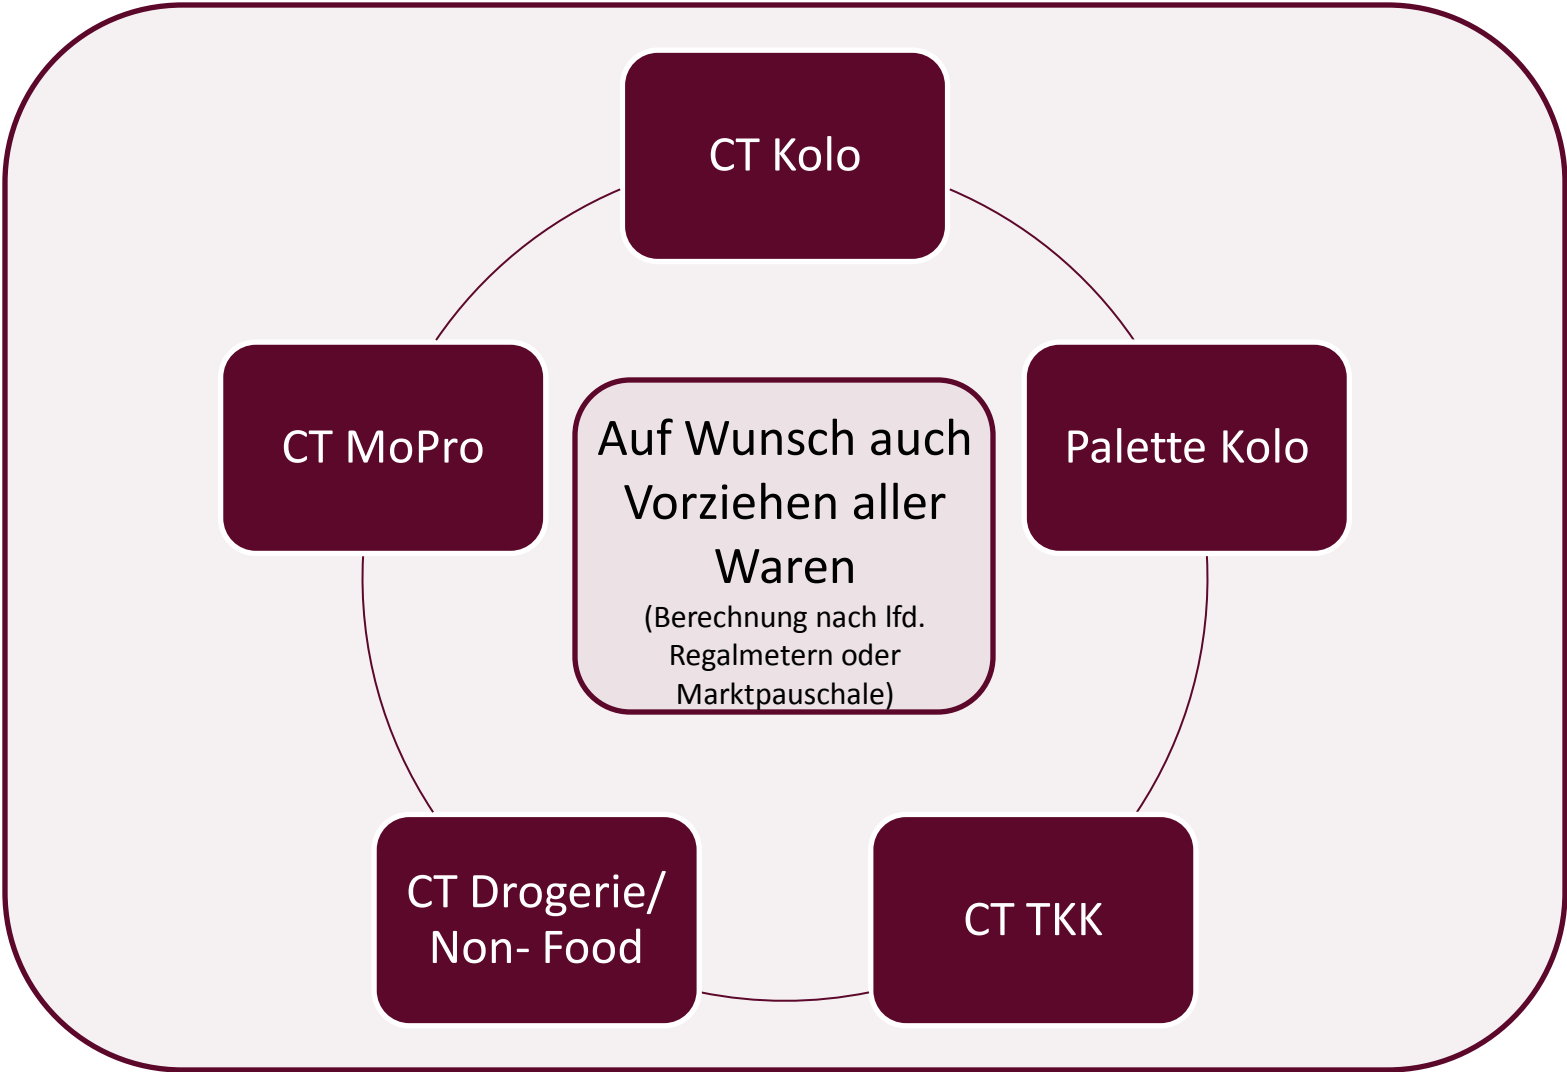 CT Kolo
CT MoPro
Palette Kolo
Auf Wunsch auch
Vorziehen aller
Waren
(Berechnung nach lfd.
Regalmetern oder
Marktpauschale)
CT Drogerie/
Non- Food
CT TKK